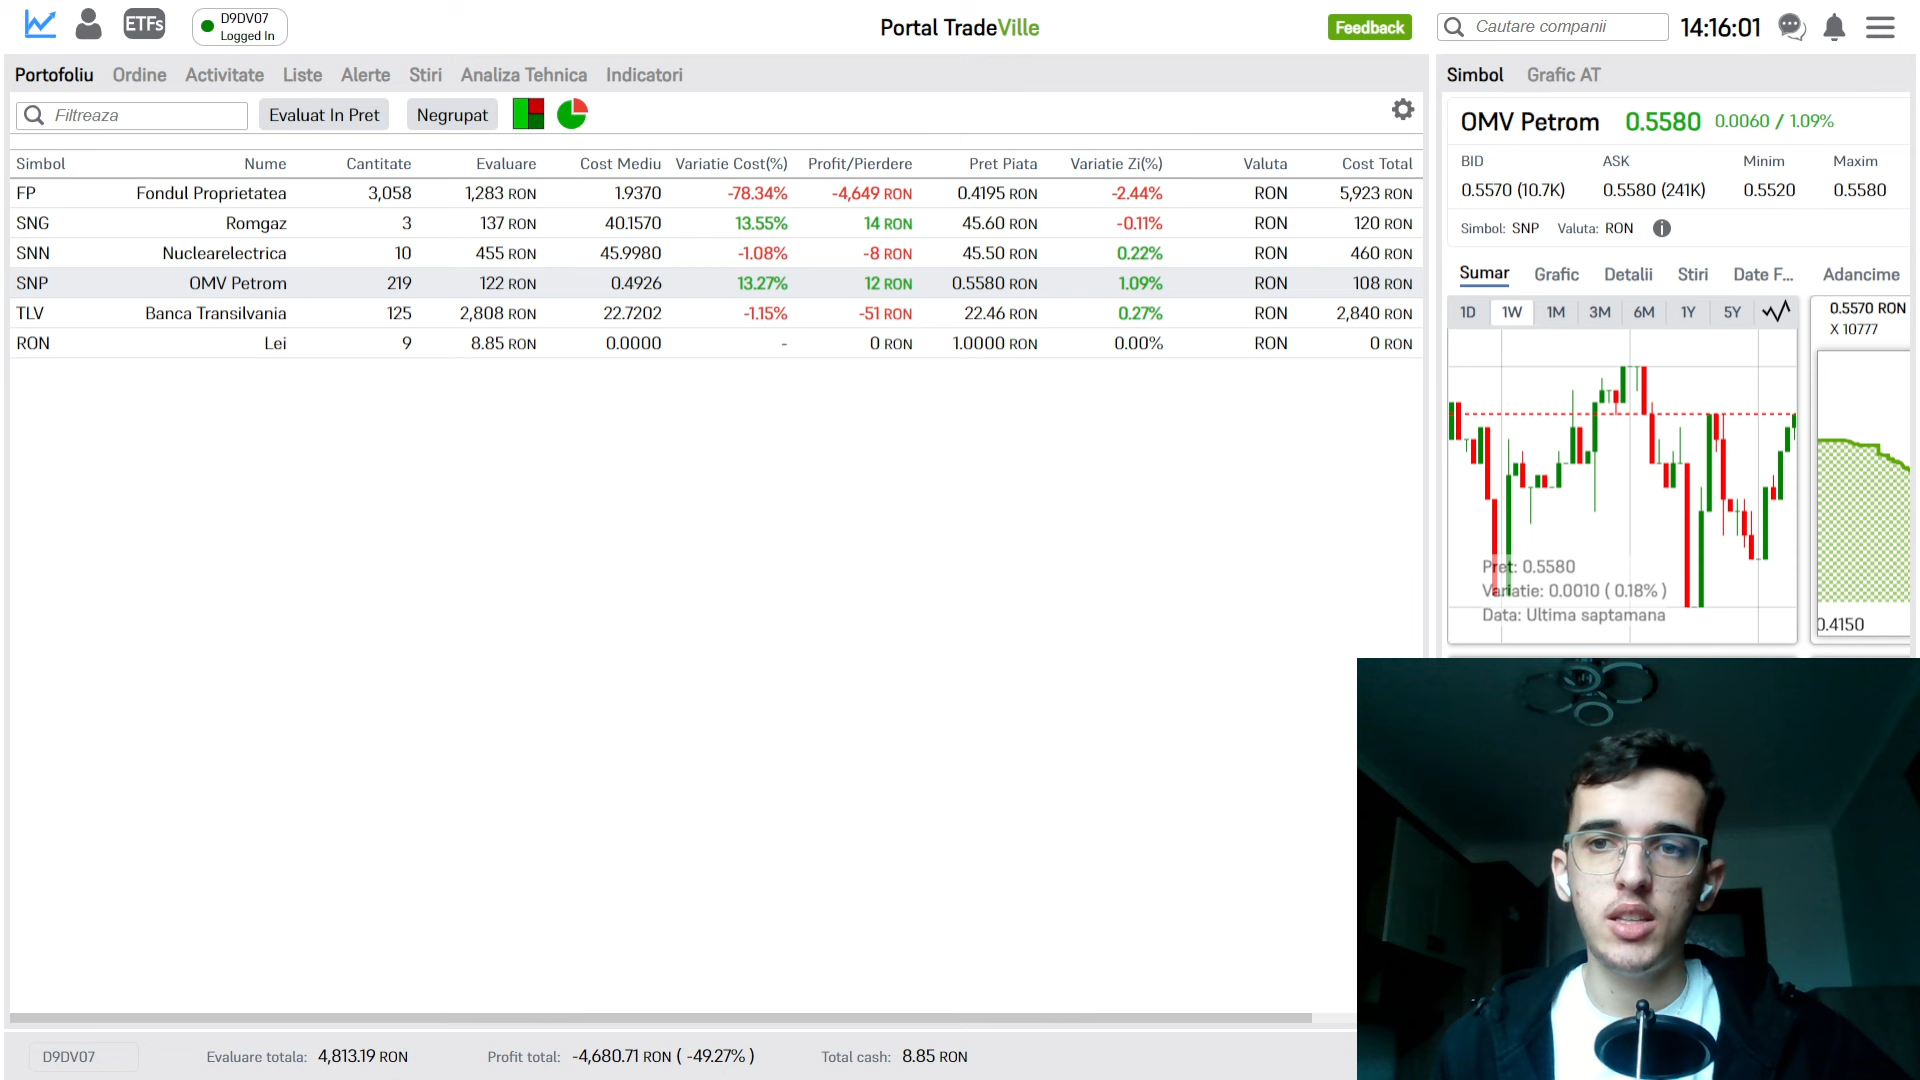 ETFs
D9DV07
Logged In
Portal TradeVille
Feedback
Cautare companii
14:16:01
Portofoliu Ordine Activitate Liste Alerte Stiri Analiza Tehnica Indicatori
Filtreaza
Evaluat In Pret
Negrupat
Simbol Nume Cantitate Evaluare Cost Mediu Variatie Cost(%) Profit/Pierdere Pret Piata Variatie Zi(%) Valuta Cost Total
FP Fondul Proprietatea 3,058 1,283 RON 1.9370 -78.34% -4,649 RON 0.4195 RON -2.44% RON 5,923 RON
SNG Romgaz 3 137 RON 40.1570 13.55% 14 RON 45.60 RON -0.11% RON 120 RON
SNN Nuclearelectrica 10 455 RON 45.9980 -1.08% -8 RON 45.50 RON 0.22% RON 460 RON
SNP OMV Petrom 219 122 RON 0.4926 13.27% 12 RON 0.5580 RON 1.09% RON 108 RON
TLV Banca Transilvania 125 2,808 RON 22.7202 -1.15% -51 RON 22.46 RON 0.27% RON 2,840 RON
RON Lei 9 8.85 RON 0.0000 - 0 RON 1.0000 RON 0.00% RON 0 RON
Simbol Grafic AT
OMV Petrom 0.5580 0.0060 / 1.09%
BID ASK Minim Maxim
0.5570 (10.7K) 0.5580 (241K) 0.5520 0.5580
Simbol: SNP Valuta: RON
Sumar Grafic Detalii Stiri Date F... Adancime
1D 1W 1M 3M 6M 1Y 5Y
0.5570 RON
X 10777
Pret: 0.5580
Variatie: 0.0010 ( 0.18% )
Data: Ultima saptamana
0.4150
D9DV07
Evaluare totala: 4,813.19 RON
Profit total: -4,680.71 RON ( -49.27% )
Total cash: 8.85 RON